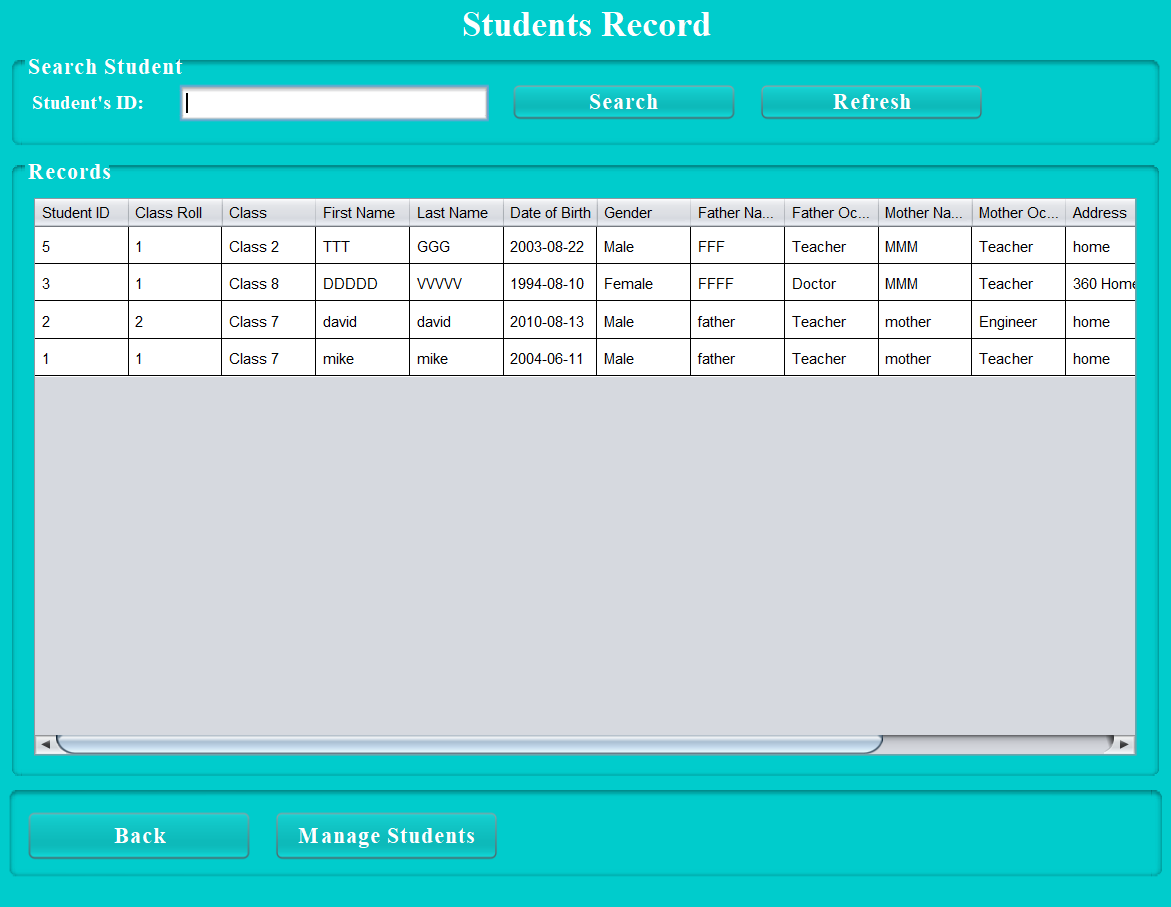 Students Record
Search Student
Student's ID: Search Refresh
Records
Student ID Class Roll Class First Name Last Name Date of Birth Gender Father Na... Father Oc... Mother Na... Mother Oc... Address
5 1 Class 2 TTT GGG 2003-08-22 Male FFF Teacher MMM Teacher home
3 1 Class 8 DDDDD VVVVV 1994-08-10 Female FFFF Doctor MMM Teacher 360 Home
2 2 Class 7 david david 2010-08-13 Male father Teacher mother Engineer home
1 1 Class 7 mike mike 2004-06-11 Male father Teacher mother Teacher home
Back Manage Students